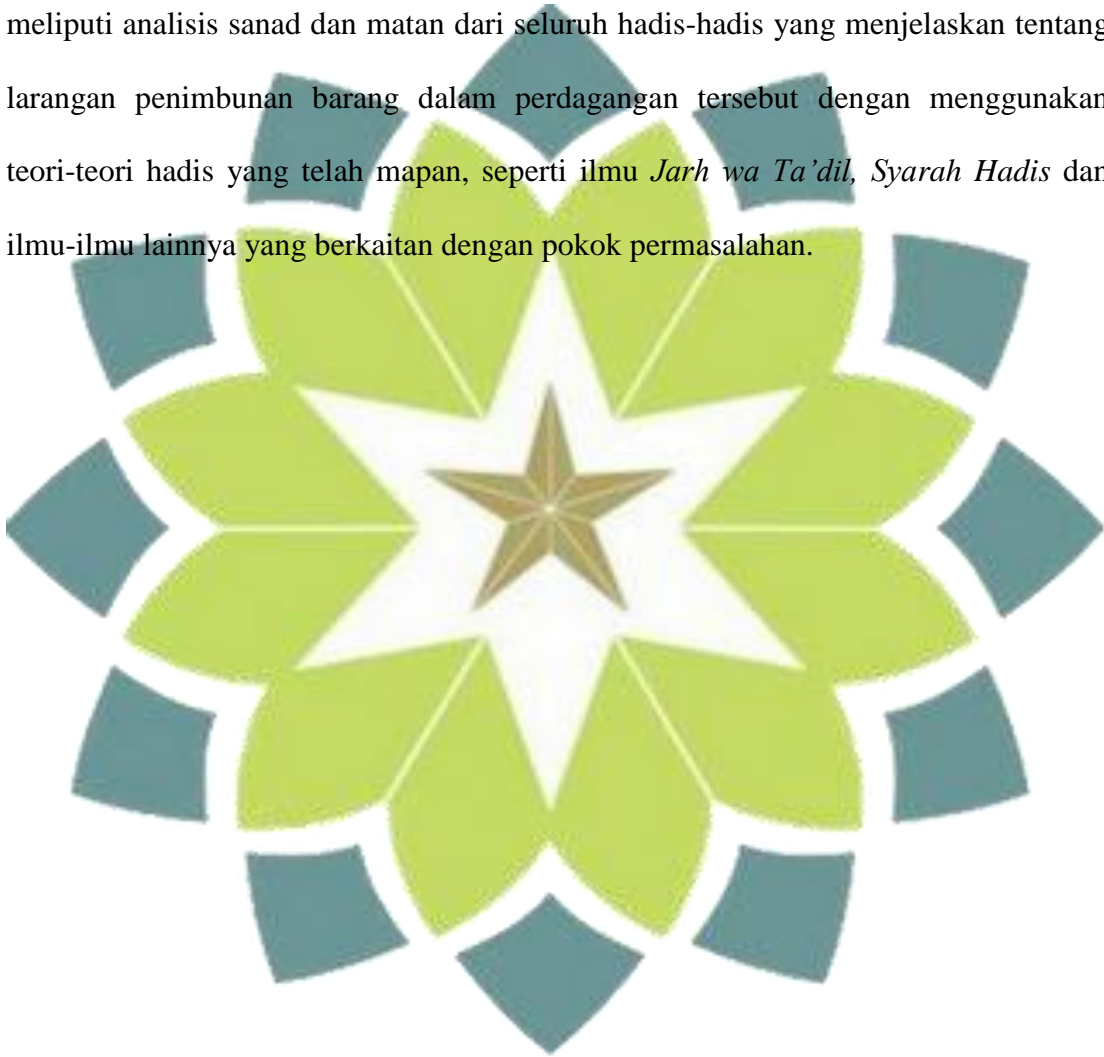 meliputi analisis sanad dan matan dari seluruh hadis-hadis yang menjelaskan tentang
larangan penimbunan barang dalam perdagangan tersebut dengan menggunakan
teori-teori hadis yang telah mapan, seperti ilmu Jarh wa Ta’dil, Syarah Hadis dan
ilmu-ilmu lainnya yang berkaitan dengan pokok permasalahan.